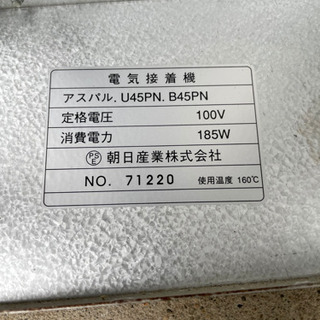 電気接着機
アスパル. U45PN. B45PN
定格電圧 100V
消費電力 185W
PSE 朝日産業株式会社
NO. 71220 使用温度 160℃